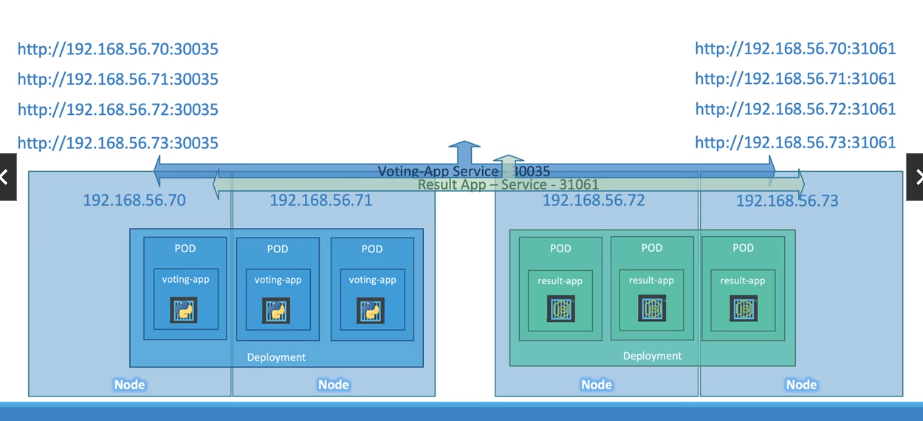 http://192.168.56.70:30035
http://192.168.56.71:30035
http://192.168.56.72:30035
http://192.168.56.73:30035
http://192.168.56.70:31061
http://192.168.56.71:31061
http://192.168.56.72:31061
http://192.168.56.73:31061
Voting-App Service - 30035
Result App – Service - 31061
192.168.56.70
192.168.56.71
192.168.56.72
192.168.56.73
POD
POD
POD
voting-app
voting-app
voting-app
Deployment
POD
POD
POD
result-app
result-app
result-app
Deployment
Node
Node
Node
Node